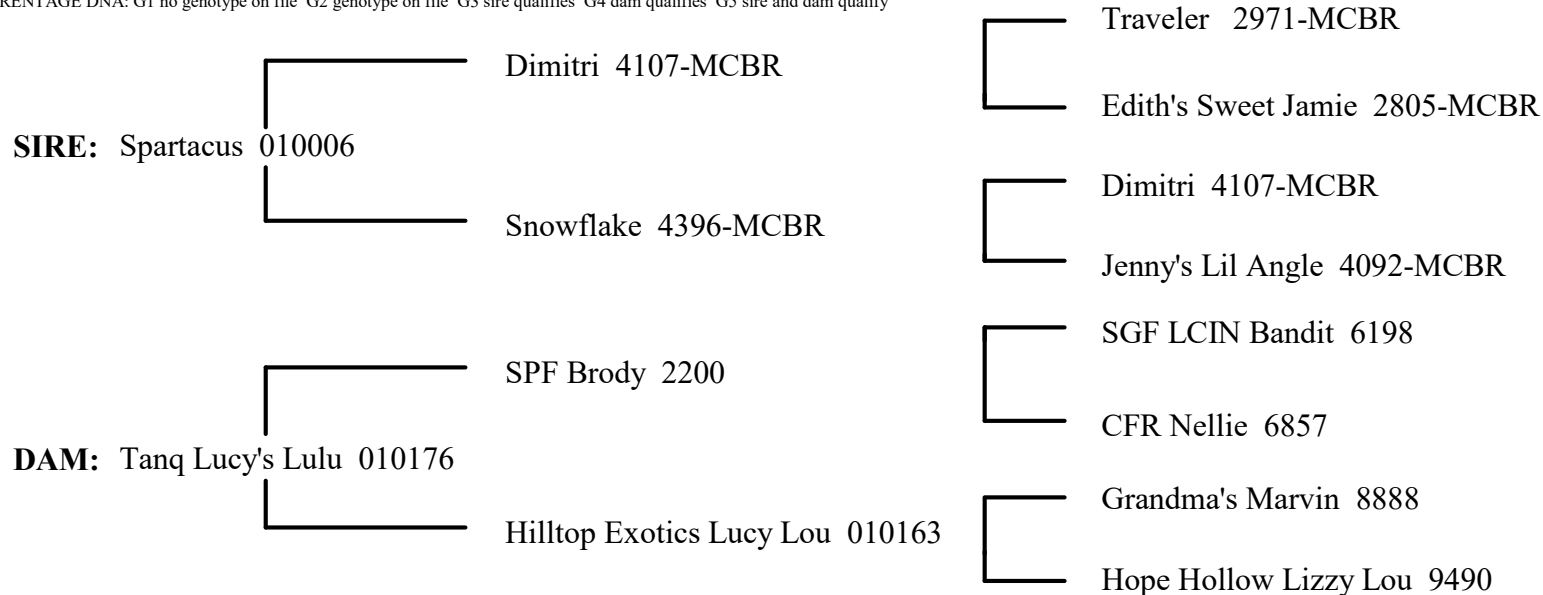 RENTAGE DNA: G1 no genotype on file G2 genotype on file G3 sire qualifies G4 dam qualifies G5 sire and dam qualify
Traveler 2971-MCBR
Dimitri 4107-MCBR
Edith's Sweet Jamie 2805-MCBR
SIRE: Spartacus 010006
Dimitri 4107-MCBR
Snowflake 4396-MCBR
Jenny's Lil Angle 4092-MCBR
SGF LCIN Bandit 6198
SPF Brody 2200
CFR Nellie 6857
DAM: Tanq Lucy's Lulu 010176
Grandma's Marvin 8888
Hilltop Exotics Lucy Lou 010163
Hope Hollow Lizzy Lou 9490